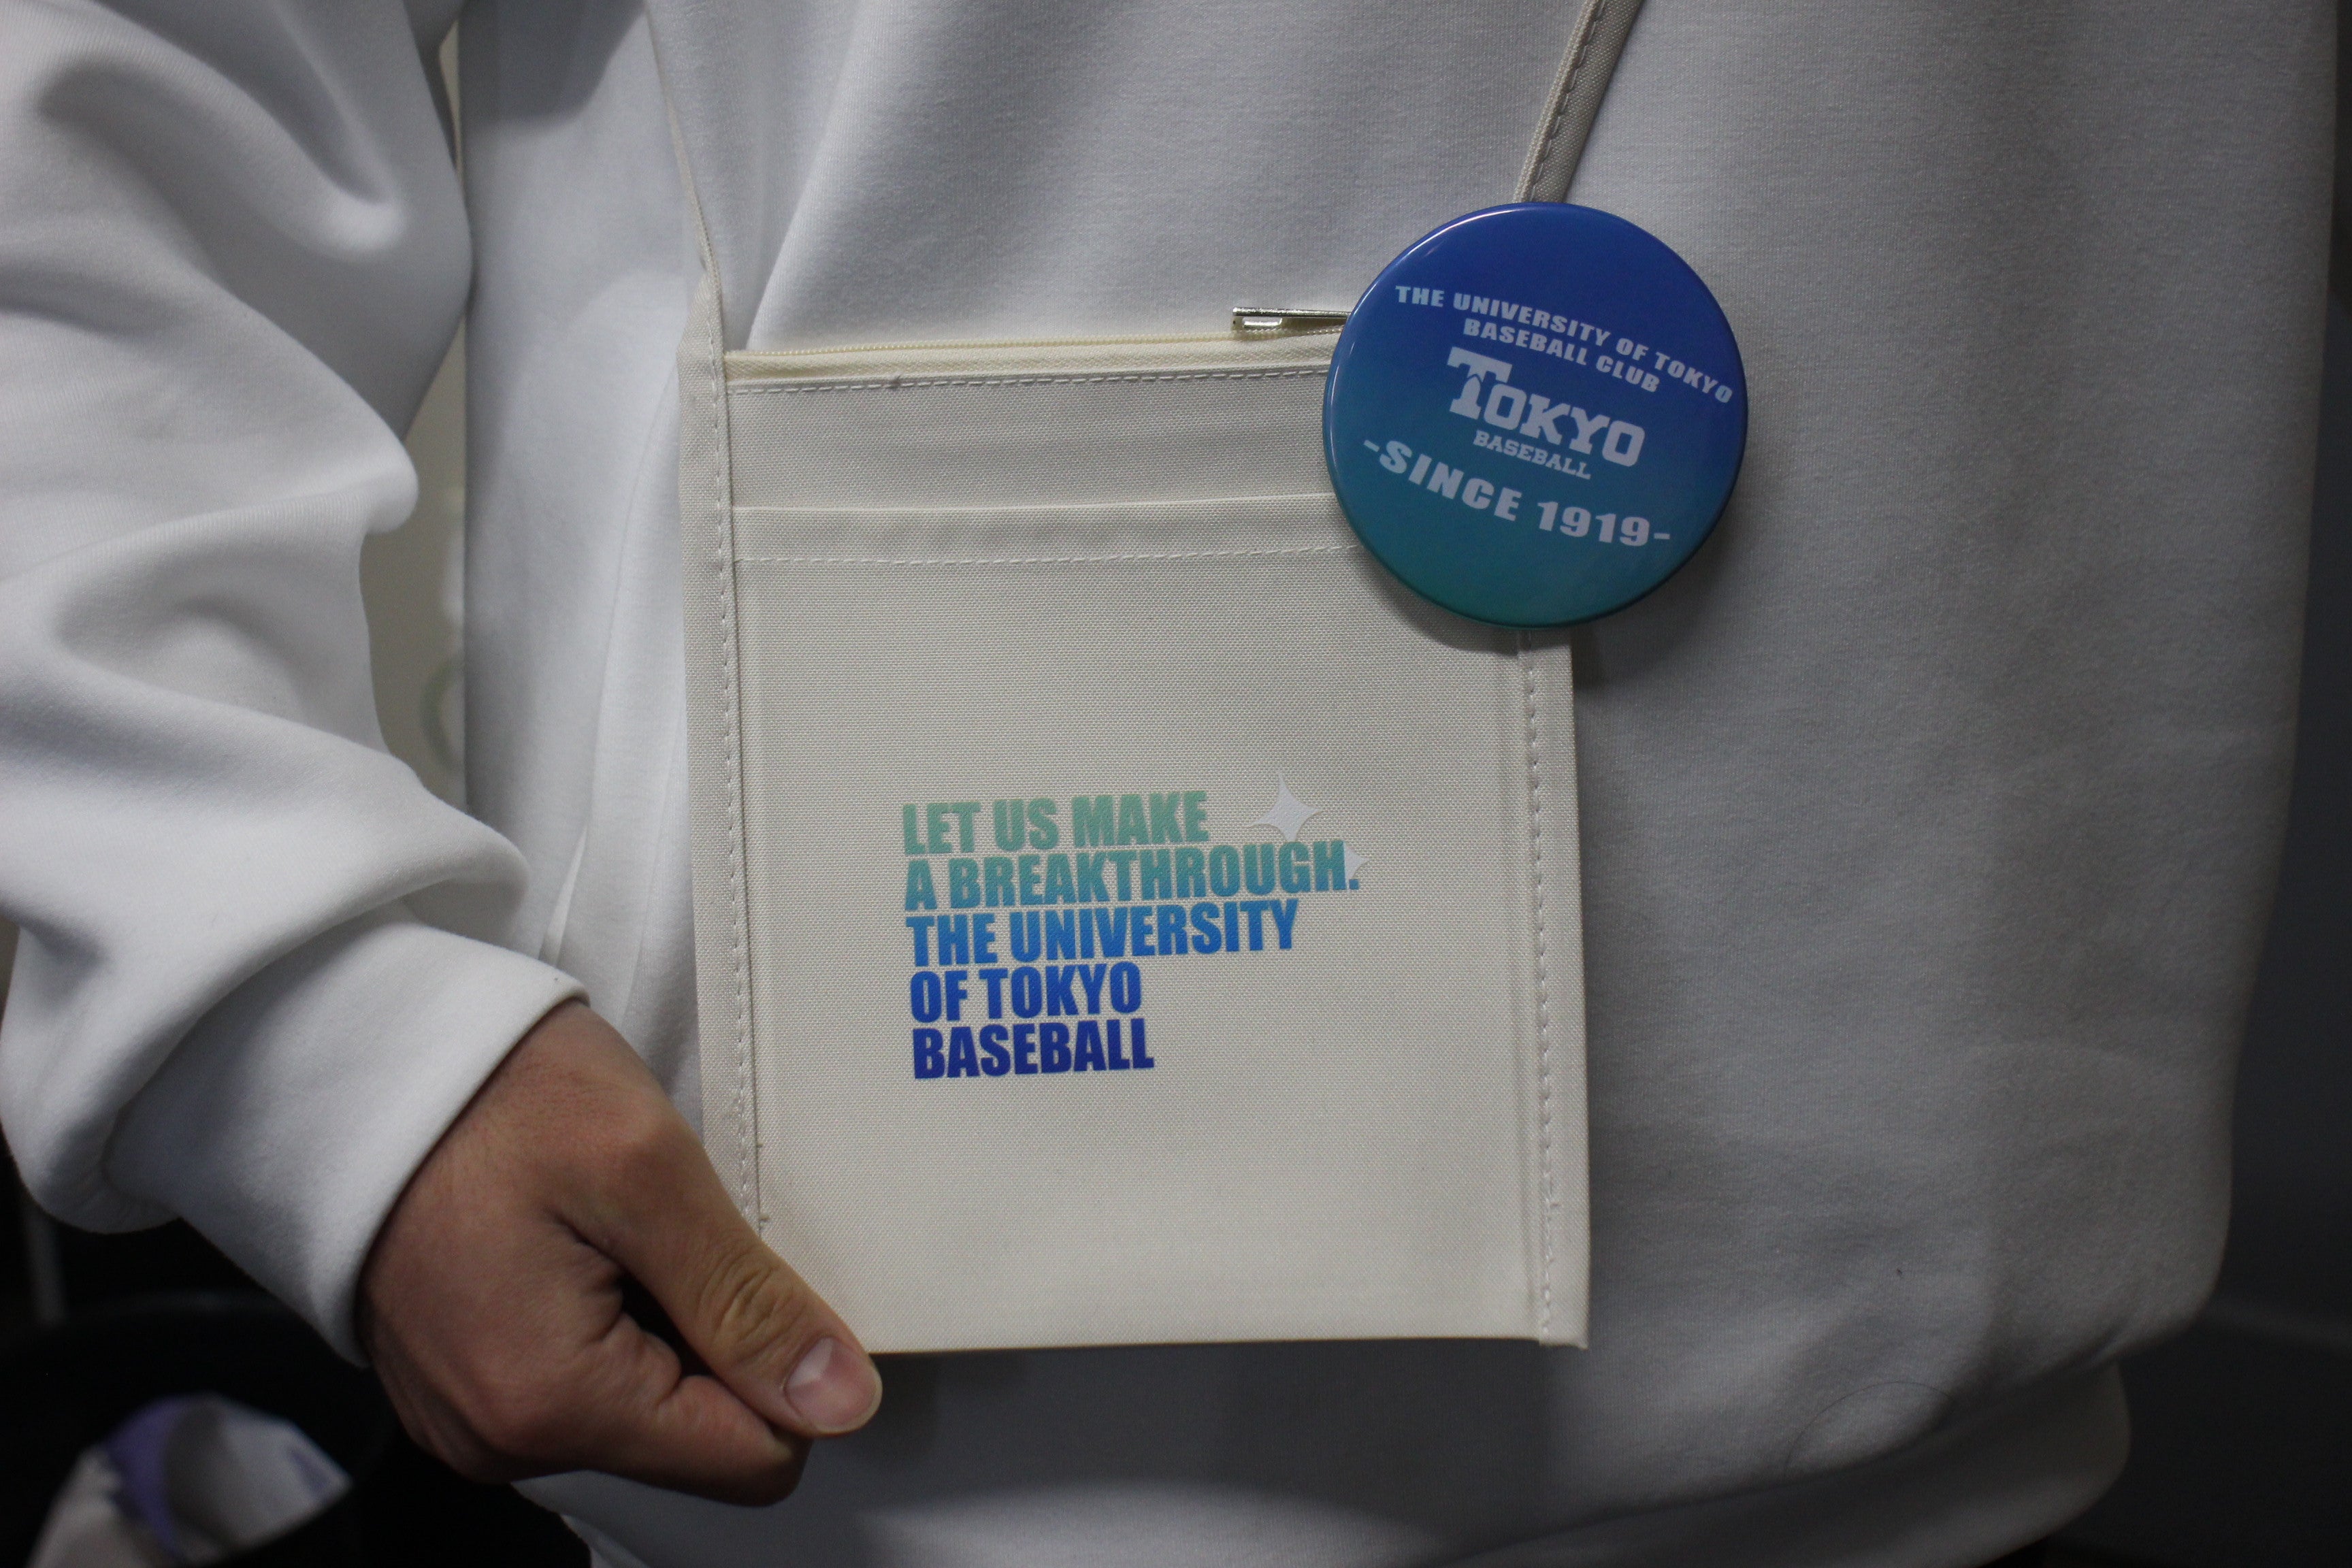 THE UNIVERSITY OF TOKYO
BASEBALL CLUB
TOKYO
BASEBALL
-SINCE 1919-
LET US MAKE
A BREAKTHROUGH.
THE UNIVERSITY
OF TOKYO
BASEBALL